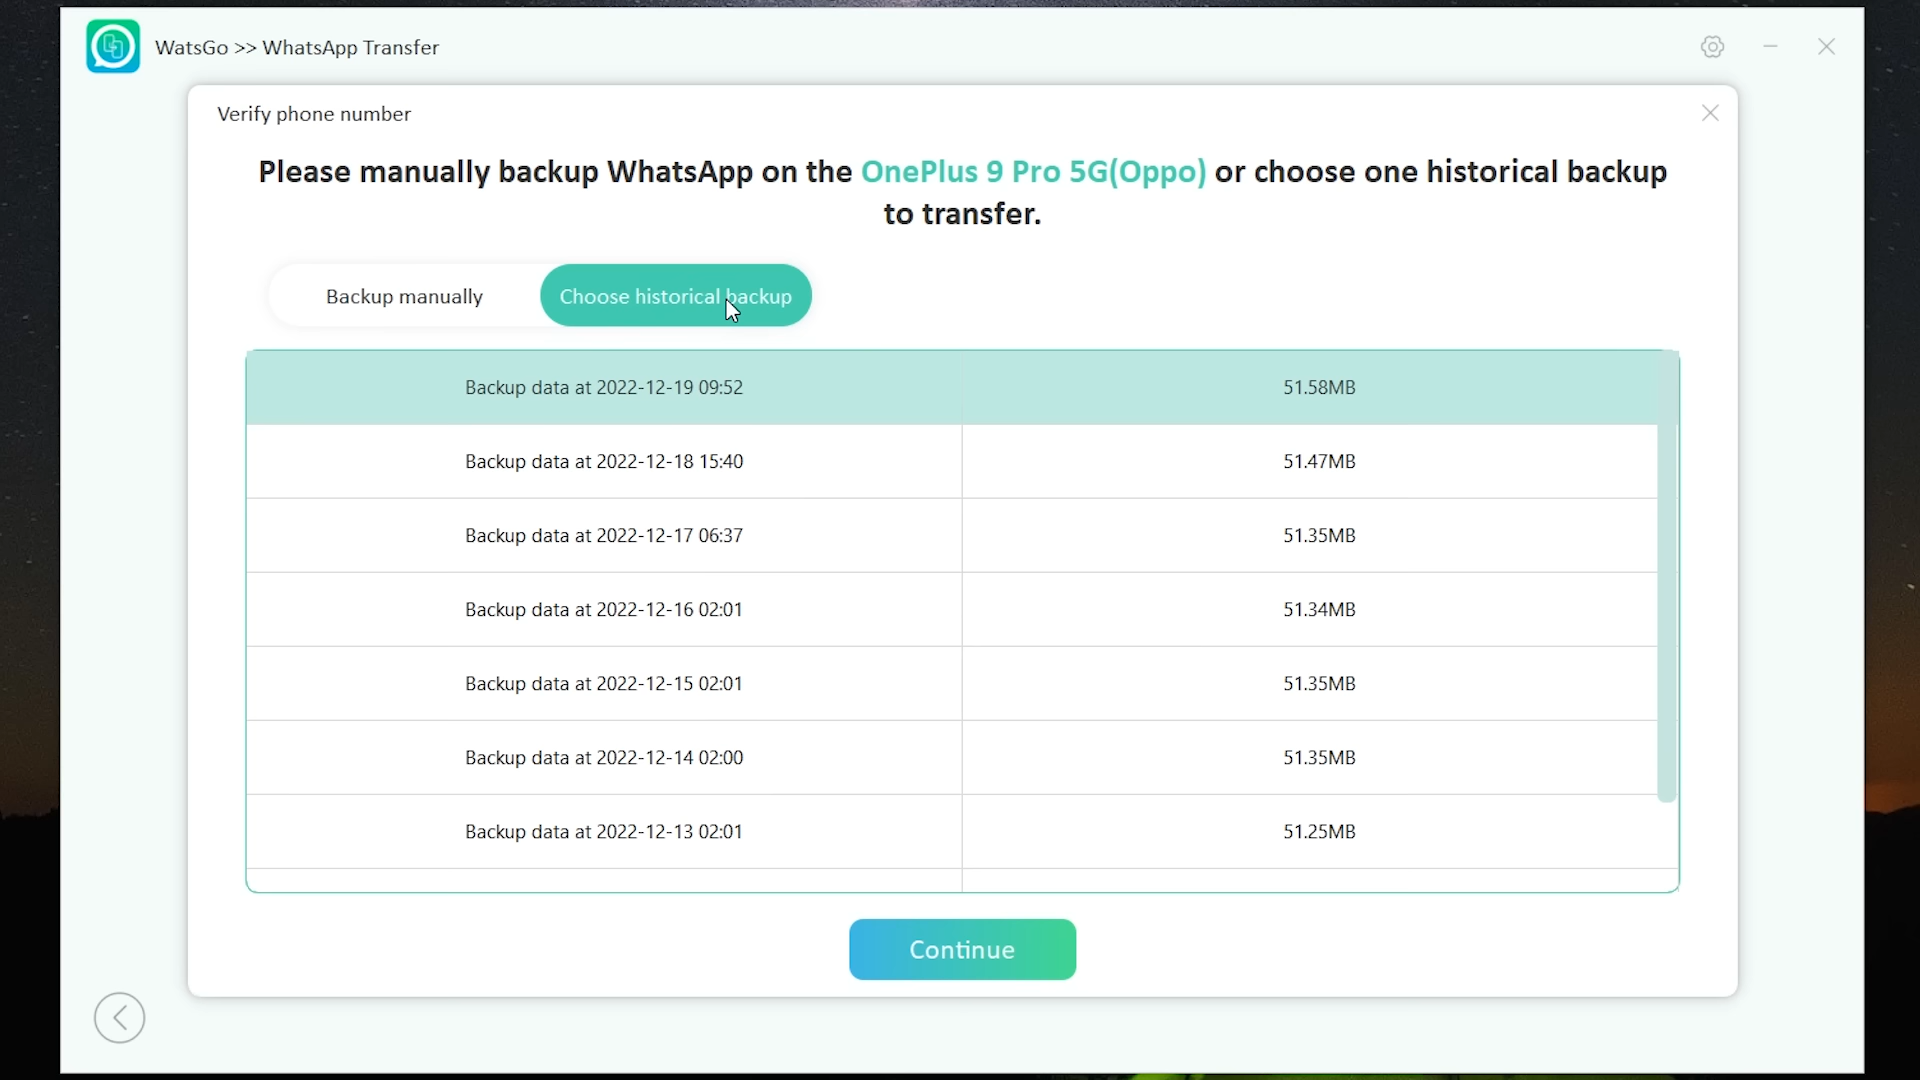 WatsGo >> WhatsApp Transfer
Verify phone number
Please manually backup WhatsApp on the OnePlus 9 Pro 5G(Oppo) or choose one historical backup
to transfer.
Backup manually
Choose historical backup
Backup data at 2022-12-19 09:52 51.58MB
Backup data at 2022-12-18 15:40 51.47MB
Backup data at 2022-12-17 06:37 51.35MB
Backup data at 2022-12-16 02:01 51.34MB
Backup data at 2022-12-15 02:01 51.35MB
Backup data at 2022-12-14 02:00 51.35MB
Backup data at 2022-12-13 02:01 51.25MB
Continue